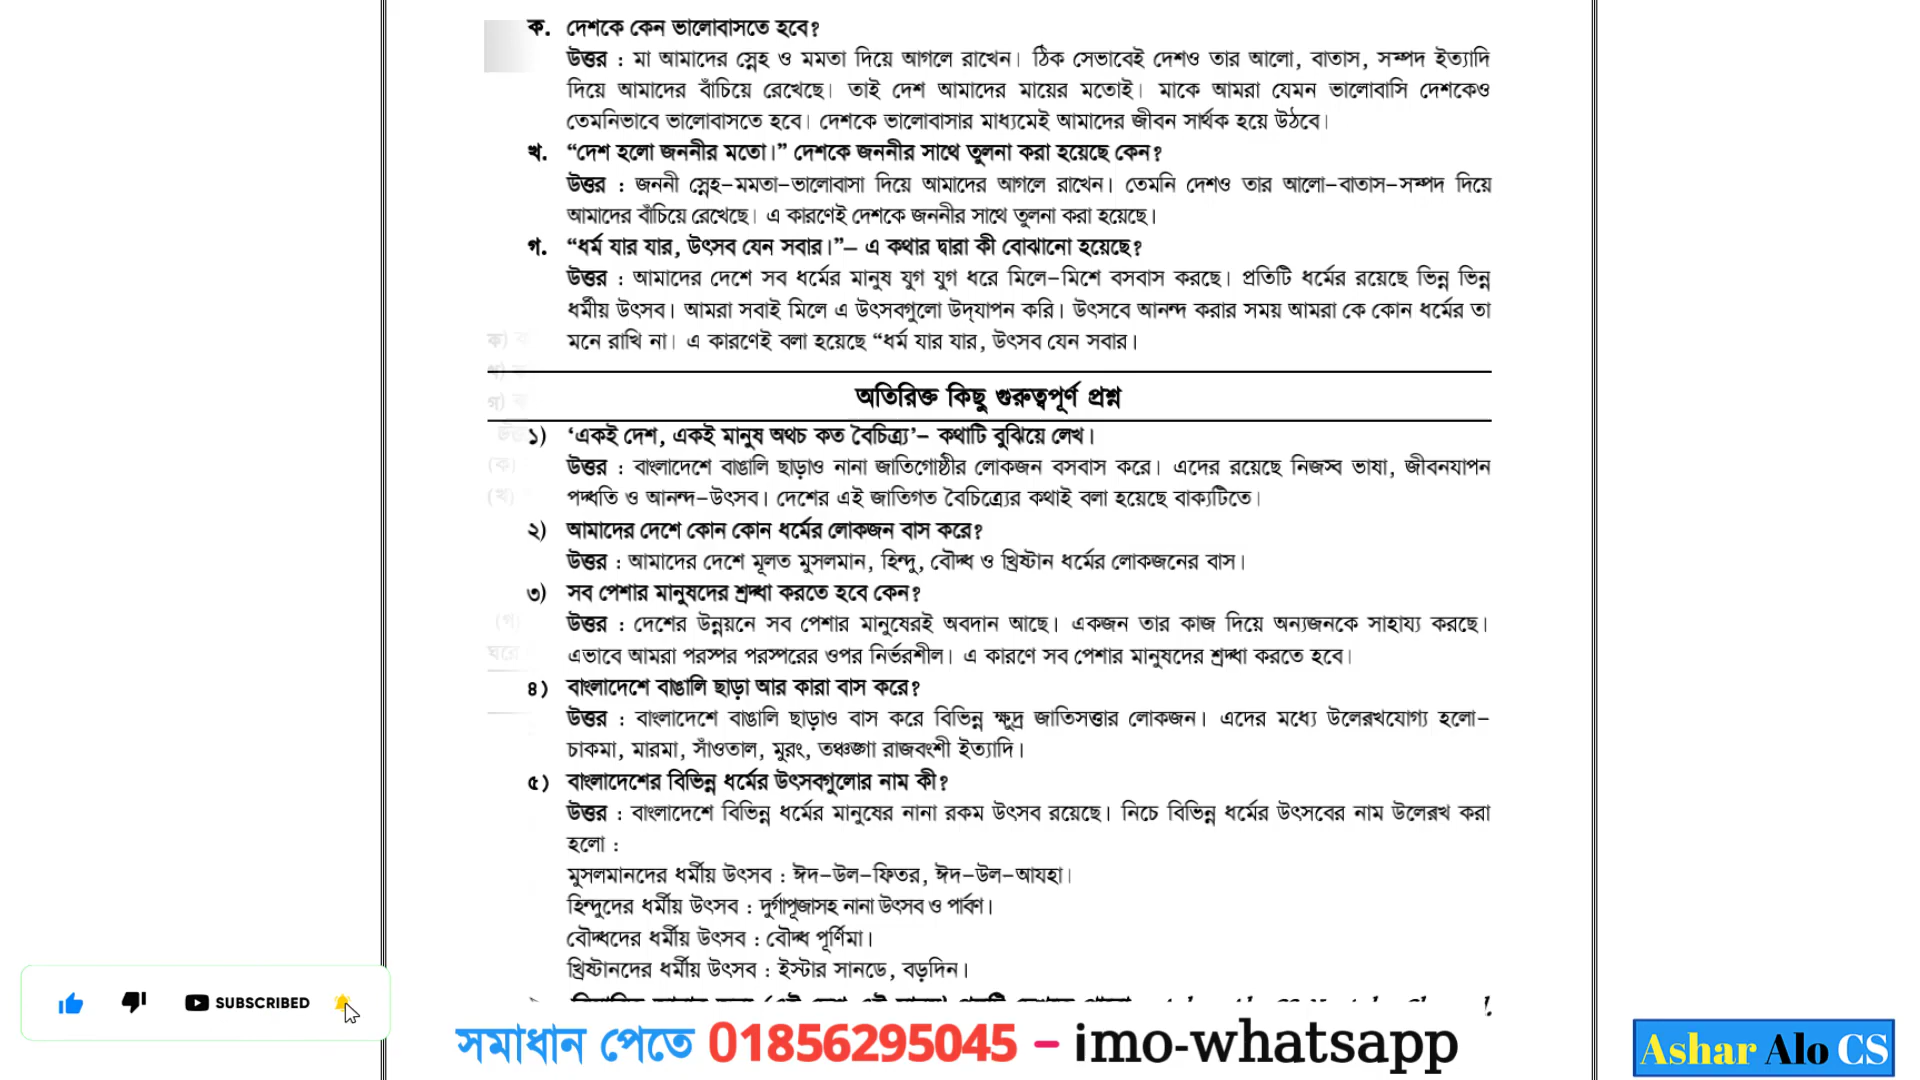 ক. দেশকে কেন ভালোবাসতে হবে?
উত্তর : মা আমাদের স্নেহ ও মমতা দিয়ে আগলে রাখেন। ঠিক সেভাবেই দেশও তার আলো, বাতাস, সম্পদ ইত্যাদি
দিয়ে আমাদের বাঁচিয়ে রেখেছে। তাই দেশ আমাদের মায়ের মতোই। মাকে আমরা যেমন ভালোবাসি দেশকেও
তেমনিভাবে ভালোবাসতে হবে। দেশকে ভালোবাসার মাধ্যমেই আমাদের জীবন সার্থক হয়ে উঠবে।
খ. “দেশ হলো জননীর মতো।” দেশকে জননীর সাথে তুলনা করা হয়েছে কেন?
উত্তর : জননী স্নেহ-মমতা-ভালোবাসা দিয়ে আমাদের আগলে রাখেন। তেমনি দেশও তার আলো-বাতাস-সম্পদ দিয়ে
আমাদের বাঁচিয়ে রেখেছে। এ কারণেই দেশকে জননীর সাথে তুলনা করা হয়েছে।
গ. “ধর্ম যার যার, উৎসব যেন সবার।”– এ কথার দ্বারা কী বোঝানো হয়েছে?
উত্তর : আমাদের দেশে সব ধর্মের মানুষ যুগ যুগ ধরে মিলে-মিশে বসবাস করছে। প্রতিটি ধর্মের রয়েছে ভিন্ন ভিন্ন
ধর্মীয় উৎসব। আমরা সবাই মিলে এ উৎসবগুলো উদ্‌যাপন করি। উৎসবে আনন্দ করার সময় আমরা কে কোন ধর্মের তা
মনে রাখি না। এ কারণেই বলা হয়েছে “ধর্ম যার যার, উৎসব যেন সবার।
অতিরিক্ত কিছু গুরুত্বপূর্ণ প্রশ্ন
১) ‘একই দেশ, একই মানুষ অথচ কত বৈচিত্র্য’– কথাটি বুঝিয়ে লেখ।
উত্তর : বাংলাদেশে বাঙালি ছাড়াও নানা জাতিগোষ্ঠীর লোকজন বসবাস করে। এদের রয়েছে নিজস্ব ভাষা, জীবনযাপন
পদ্ধতি ও আনন্দ-উৎসব। দেশের এই জাতিগত বৈচিত্র্যের কথাই বলা হয়েছে বাক্যটিতে।
২) আমাদের দেশে কোন কোন ধর্মের লোকজন বাস করে?
উত্তর : আমাদের দেশে মূলত মুসলমান, হিন্দু, বৌদ্ধ ও খ্রিষ্টান ধর্মের লোকজনের বাস।
৩) সব পেশার মানুষদের শ্রদ্ধা করতে হবে কেন?
উত্তর : দেশের উন্নয়নে সব পেশার মানুষেরই অবদান আছে। একজন তার কাজ দিয়ে অন্যজনকে সাহায্য করছে।
এভাবে আমরা পরস্পর পরস্পরের ওপর নির্ভরশীল। এ কারণে সব পেশার মানুষদের শ্রদ্ধা করতে হবে।
৪) বাংলাদেশে বাঙালি ছাড়া আর কারা বাস করে?
উত্তর : বাংলাদেশে বাঙালি ছাড়াও বাস করে বিভিন্ন ক্ষুদ্র জাতিসত্তার লোকজন। এদের মধ্যে উলেরখযোগ্য হলো–
চাকমা, মারমা, সাঁওতাল, মুরং, তঞ্চঙ্গা রাজবংশী ইত্যাদি।
৫) বাংলাদেশের বিভিন্ন ধর্মের উৎসবগুলোর নাম কী?
উত্তর : বাংলাদেশে বিভিন্ন ধর্মের মানুষের নানা রকম উৎসব রয়েছে। নিচে বিভিন্ন ধর্মের উৎসবের নাম উলেরখ করা
হলো :
মুসলমানদের ধর্মীয় উৎসব : ঈদ-উল-ফিতর, ঈদ-উল-আযহা।
হিন্দুদের ধর্মীয় উৎসব : দুর্গাপূজাসহ নানা উৎসব ও পার্বণ।
বৌদ্ধদের ধর্মীয় উৎসব : বৌদ্ধ পূর্ণিমা।
খ্রিষ্টানদের ধর্মীয় উৎসব : ইস্টার সানডে, বড়দিন।
SUBSCRIBED
সমাধান পেতে 01856295045 – imo-whatsapp
Ashar Alo CS